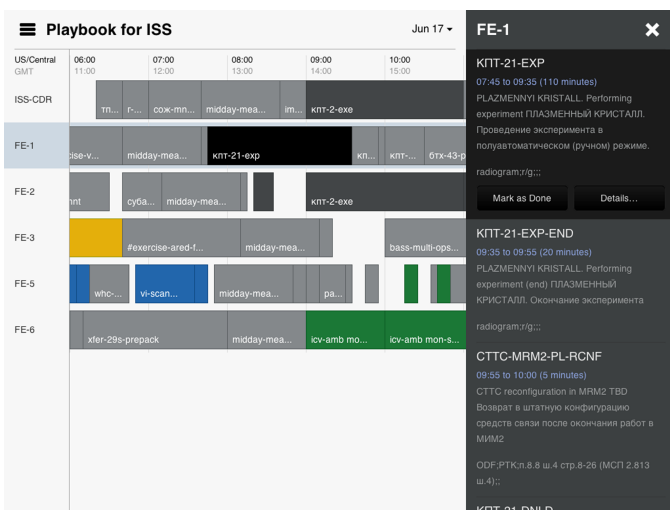 Playbook for ISS
Jun 17
US/Central 06:00 07:00 08:00 09:00 10:00
GMT 11:00 12:00 13:00 14:00 15:00
ISS-CDR
тп... г-... сож-mn... midday-mea... im... кпт-2-exe
FE-1
ise-v... midday-mea... кпт-21-exp кп... кпт-... бтх-43-p
FE-2
nnt суба... midday-mea... кпт-2-exe
FE-3
#exercise-ared-f... midday-mea... bass-multi-ops...
FE-5
whc-... vi-scan... midday-mea... pa...
FE-6
xfer-29s-prepack midday-mea... icv-amb mo... icv-amb mon-s...
FE-1
КПТ-21-EXP
07:45 to 09:35 (110 minutes)
PLAZMENNYI KRISTALL. Performing
experiment ПЛАЗМЕННЫЙ КРИСТАЛЛ.
Проведение эксперимента в
полуавтоматическом (ручном) режиме.
radiogram;r/g;;;
Mark as Done Details...
КПТ-21-EXP-END
09:35 to 09:55 (20 minutes)
PLAZMENNYI KRISTALL. Performing
experiment (end) ПЛАЗМЕННЫЙ
КРИСТАЛЛ. Окончание эксперимента
radiogram;r/g;;;
CTTC-MRM2-PL-RCNF
09:55 to 10:00 (5 minutes)
CTTC reconfiguration in MRM2 TBD
Возврат в штатную конфигурацию
средств связи после окончания работ в
МИМ2
ODF;РТК;п.8.8 ш.4 стр.8-26 (МСП 2.813
ш.4);;
КПТ-21-DNLD